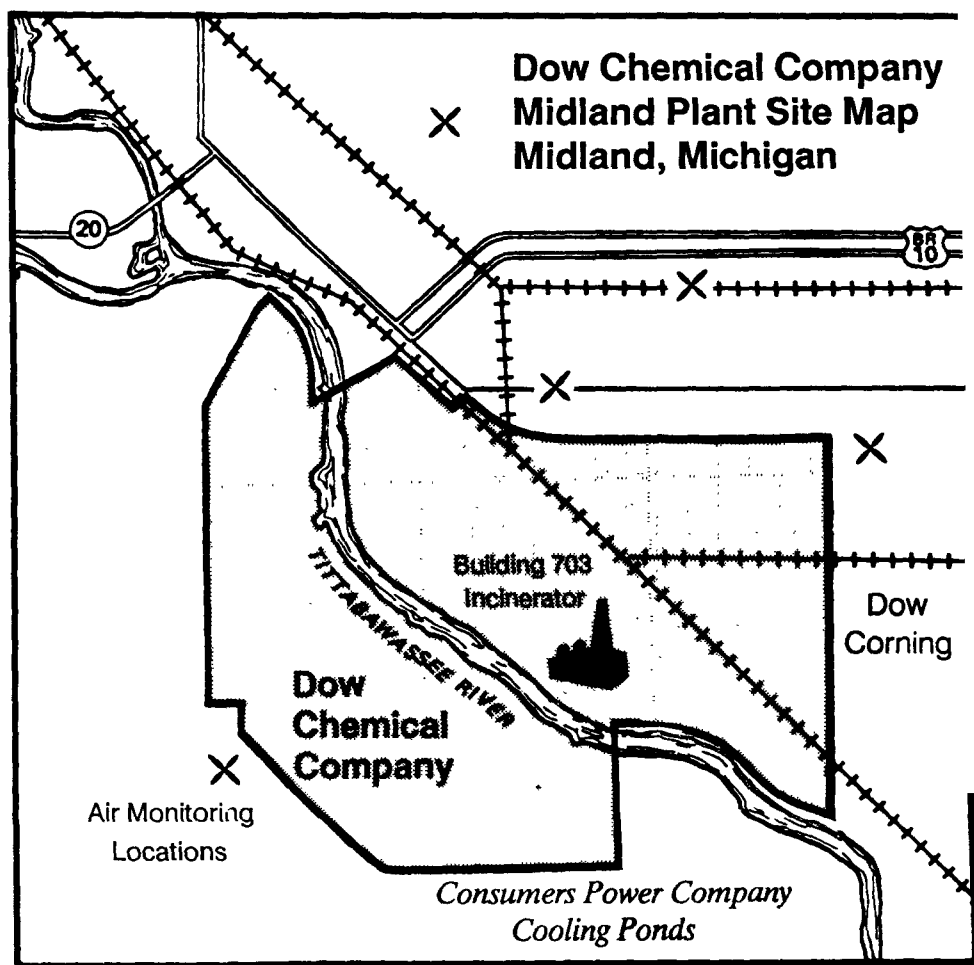 Dow Chemical Company
Midland Plant Site Map
Midland, Michigan
20
BR
10
Building 703
Incinerator
Dow
Corning
TITTABAWASSEE RIVER
Dow
Chemical
Company
Air Monitoring
Locations
Consumers Power Company
Cooling Ponds